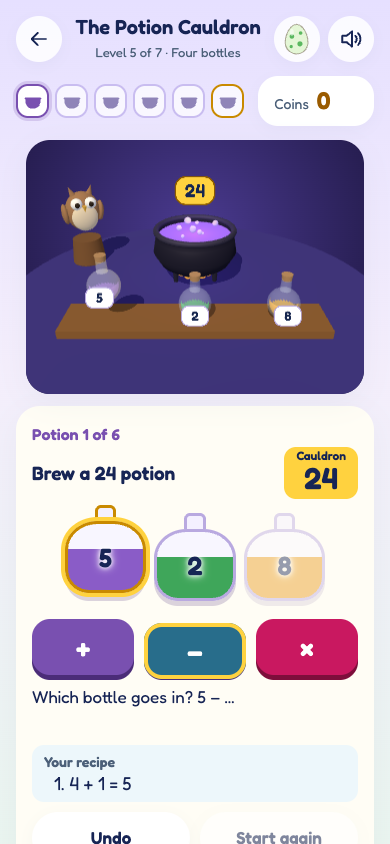 The Potion Cauldron
Level 5 of 7 · Four bottles
Coins 0
24
5
2
8
Potion 1 of 6
Brew a 24 potion
Cauldron
24
5 2 8
+ − ×
Which bottle goes in? 5 − ...
Your recipe
1. 4 + 1 = 5
Undo Start again